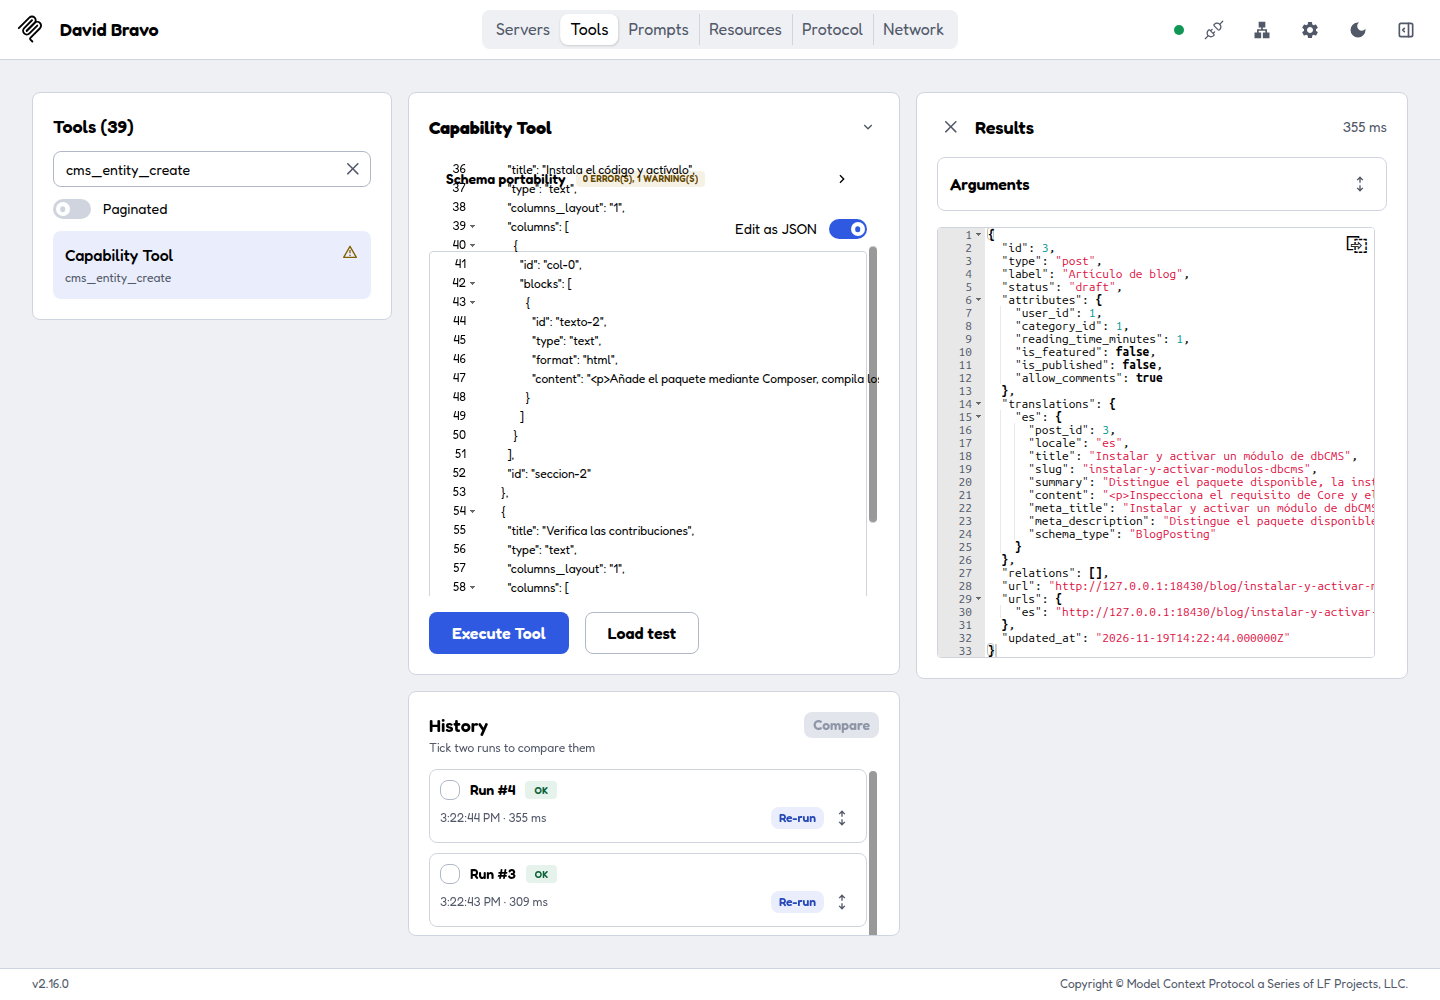 David Bravo
Servers Tools Prompts Resources Protocol Network
Tools (39)
cms_entity_create
Paginated
Capability Tool
cms_entity_create
Capability Tool
36 "title": "Instala el código y actívalo",
Schema portability 0 ERROR(S), 1 WARNING(S)
37 "type": "text",
38 "columns_layout": "1",
39 "columns": [
Edit as JSON
40 {
41 "id": "col-0",
42 "blocks": [
43 {
44 "id": "texto-2",
45 "type": "text",
46 "format": "html",
47 "content": "<p>Añade el paquete mediante Composer, compila los
48 }
49 ]
50 }
51 ],
52 "id": "seccion-2"
53 },
54 {
55 "title": "Verifica las contribuciones",
56 "type": "text",
57 "columns_layout": "1",
58 "columns": [
Execute Tool Load test
History
Compare
Tick two runs to compare them
Run #4 OK
3:22:44 PM · 355 ms
Re-run
Run #3 OK
3:22:43 PM · 309 ms
Re-run
Results
355 ms
Arguments
1 {
2 "id": 3,
3 "type": "post",
4 "label": "Artículo de blog",
5 "status": "draft",
6 "attributes": {
7 "user_id": 1,
8 "category_id": 1,
9 "reading_time_minutes": 1,
10 "is_featured": false,
11 "is_published": false,
12 "allow_comments": true
13 },
14 "translations": {
15 "es": {
16 "post_id": 3,
17 "locale": "es",
18 "title": "Instalar y activar un módulo de dbCMS",
19 "slug": "instalar-y-activar-modulos-dbcms",
20 "summary": "Distingue el paquete disponible, la inst
21 "content": "<p>Inspecciona el requisito de Core y el
22 "meta_title": "Instalar y activar un módulo de dbCMS
23 "meta_description": "Distingue el paquete disponible
24 "schema_type": "BlogPosting"
25 }
26 },
27 "relations": [],
28 "url": "http://127.0.0.1:18430/blog/instalar-y-activar-m
29 "urls": {
30 "es": "http://127.0.0.1:18430/blog/instalar-y-activar-
31 },
32 "updated_at": "2026-11-19T14:22:44.000000Z"
33 }
v2.16.0
Copyright © Model Context Protocol a Series of LF Projects, LLC.